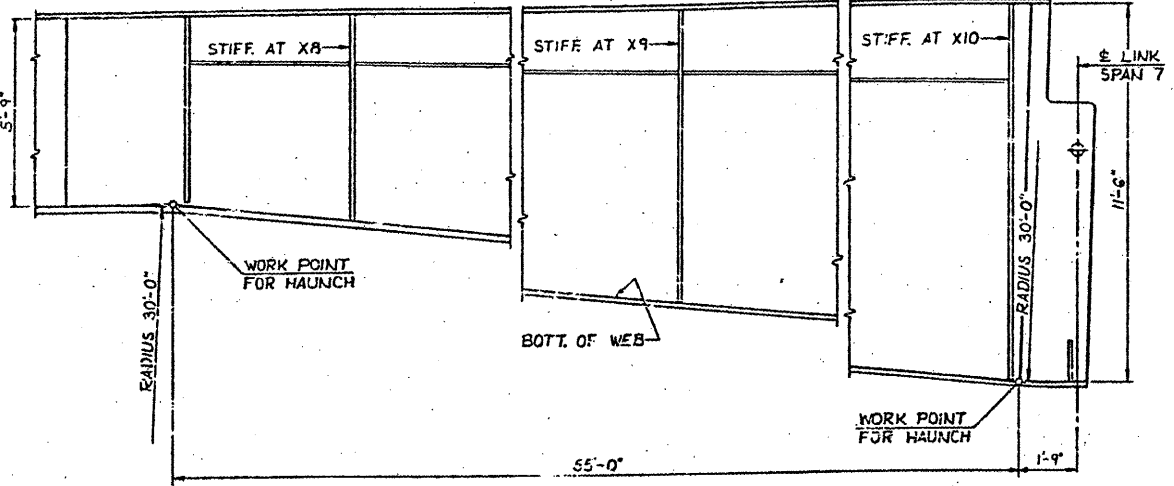 STIFF. AT X8
STIFF. AT X9
STIFF. AT X10
℄ LINK
SPAN 7
5'-9"
11'-6"
RADIUS 30'-0"
WORK POINT
FOR HAUNCH
RADIUS 30'-0"
BOTT. OF WEB
WORK POINT
FOR HAUNCH
55'-0"
1'-9"